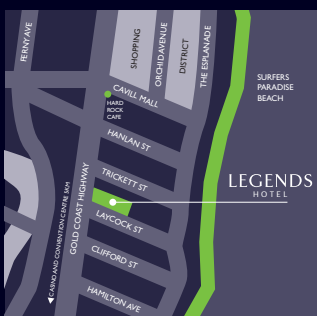 FERNY AVE
SHOPPING
ORCHID AVENUE
DISTRICT
THE ESPLANADE
SURFERS
PARADISE
BEACH
CAVILL MALL
HARD
ROCK
CAFE
HANLAN ST
TRICKETT ST
LEGENDS
HOTEL
LAYCOCK ST
GOLD COAST HIGHWAY
CASINO AND CONVENTION CENTRE 5KM
CLIFFORD ST
HAMILTON AVE